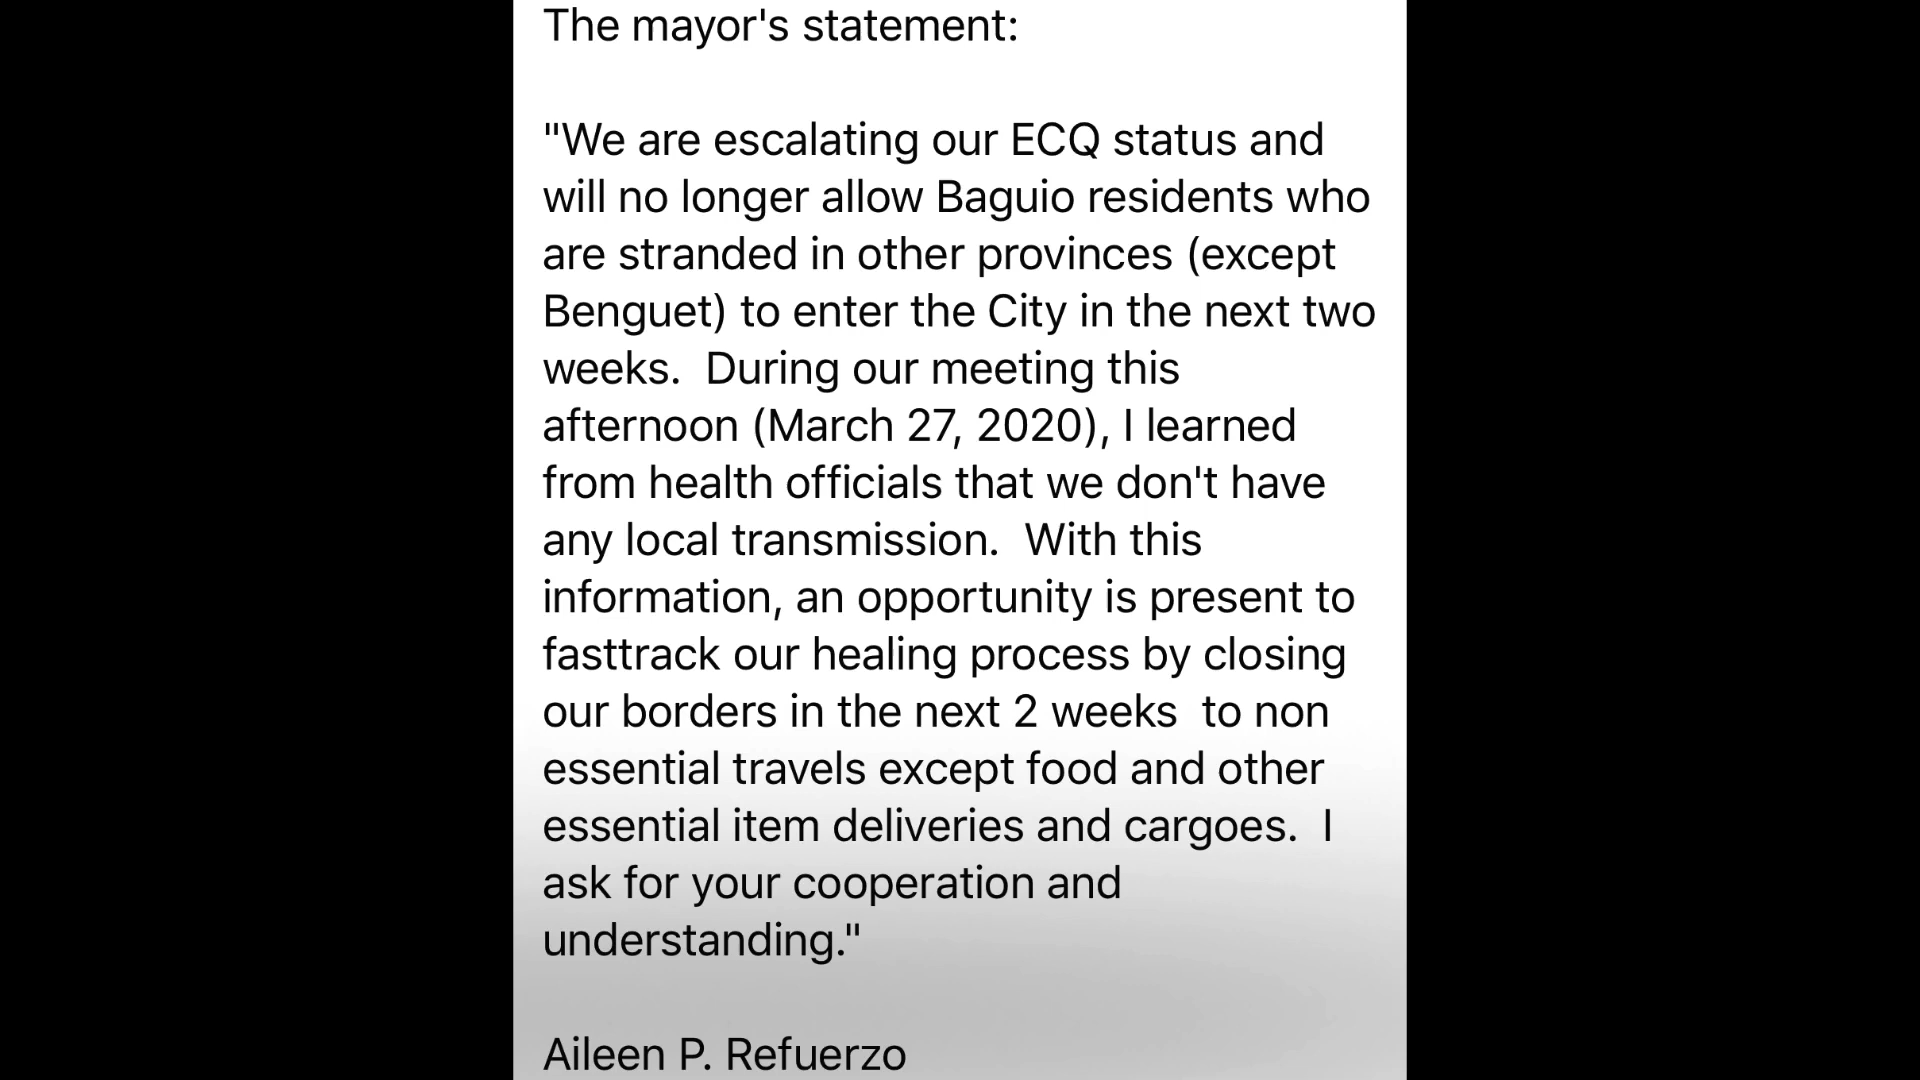 The mayor's statement:
"We are escalating our ECQ status and
will no longer allow Baguio residents who
are stranded in other provinces (except
Benguet) to enter the City in the next two
weeks.  During our meeting this
afternoon (March 27, 2020), I learned
from health officials that we don't have
any local transmission.  With this
information, an opportunity is present to
fasttrack our healing process by closing
our borders in the next 2 weeks  to non
essential travels except food and other
essential item deliveries and cargoes.  I
ask for your cooperation and
understanding."
Aileen P. Refuerzo